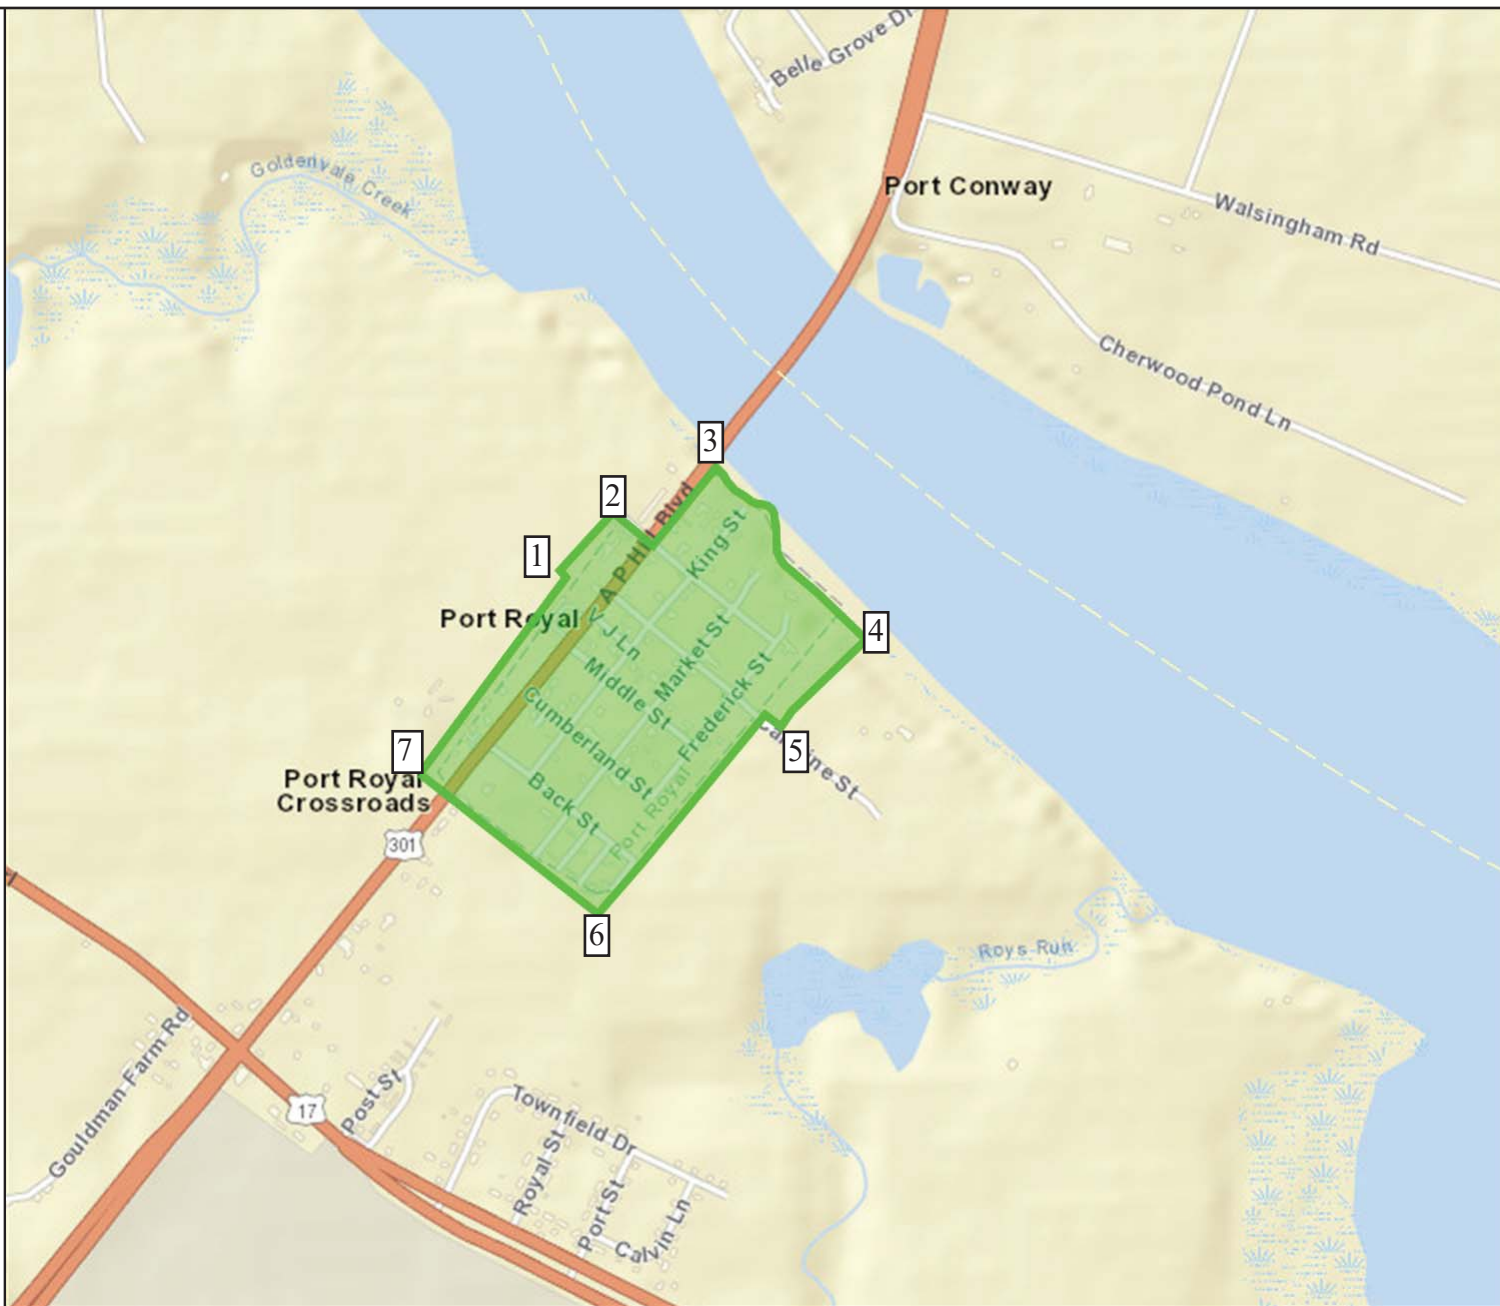 Belle Grove Dr
Goldenvale Creek
Port Conway
Walsingham Rd
Cherwood Pond Ln
3
2
Blvd
A P Hill
King St
1
Port Royal
V J Ln
Market St
4
Middle St
Frederick St
Cumberland St
7
5
Caroline St
Port Royal
Crossroads
Back St
Port Royal
301
6
Roys Run
Gouldman Farm Rd
17
Post St
Townfield Dr
Royal St
Port St
Calvin Ln